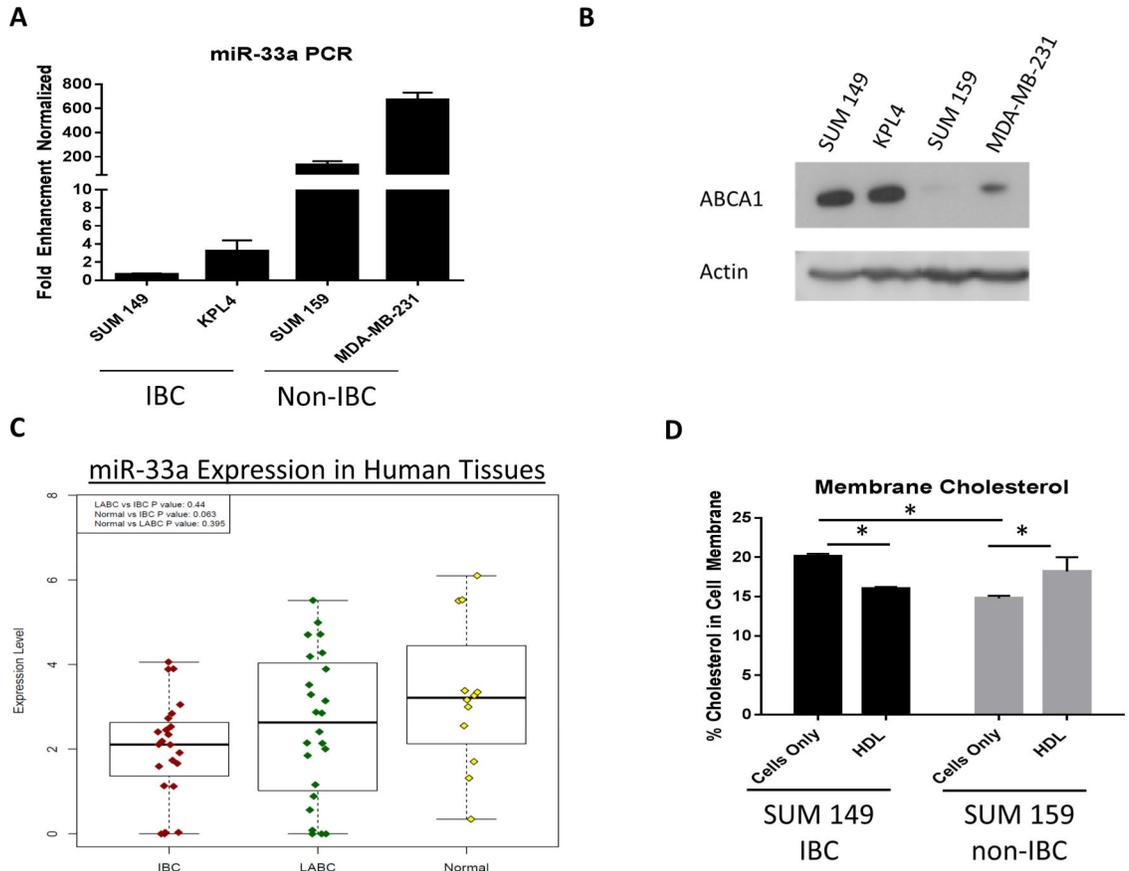 A
miR-33a PCR
Fold Enhancment Normalized
800
600
400
200
10
8
6
4
2
0
SUM 149
KPL4
SUM 159
MDA-MB-231
IBC
Non-IBC
B
SUM 149
KPL4
SUM 159
MDA-MB-231
ABCA1
Actin
C
miR-33a Expression in Human Tissues
LABC vs IBC P value: 0.44
Normal vs IBC P value: 0.063
Normal vs LABC P value: 0.395
Expression Level
8
6
4
2
0
IBC
LABC
Normal
D
Membrane Cholesterol
% Cholesterol in Cell Membrane
25
20
15
10
5
0
*
*
*
Cells Only
HDL
Cells Only
HDL
SUM 149
IBC
SUM 159
non-IBC